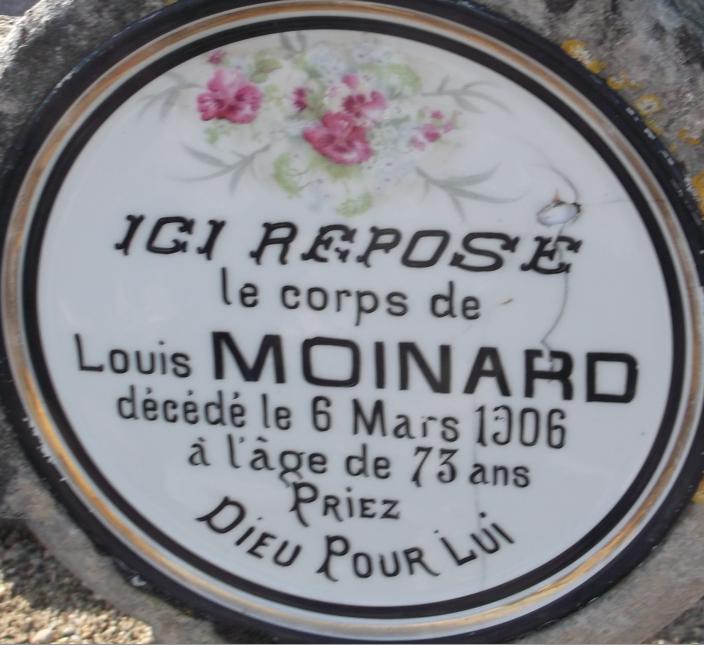 ICI REPOSE
le corps de
Louis MOINARD
décédé le 6 Mars 1906
à l'âge de 73 ans
PRIEZ
DIEU POUR LUI